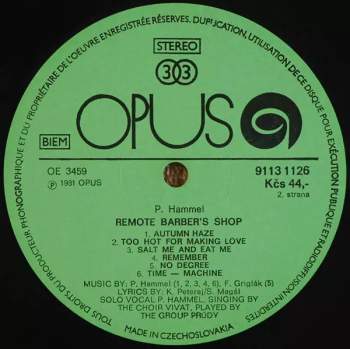 TOUS DROITS DU PRODUCTEUR PHONOGRAPHIQUE ET DU PROPRIÉTAIRE DE L'OEUVRE ENREGISTRÉE RÉSERVÉS. DUPLICATION, UTILISATION DE CE DISQUE POUR EXÉCUTION PUBLIQUE ET RADIODIFFUSION INTERDITES
STEREO
33
OPUS
BIEM
OE 3459
9113 1126
Ⓟ 1981 OPUS
Kčs 44,-
2. strana
P. Hammel
REMOTE BARBER'S SHOP
1. AUTUMN HAZE
2. TOO HOT FOR MAKING LOVE
3. SALT ME AND EAT ME
4. REMEMBER
5. NO DEGREE
6. TIME — MACHINE
MUSIC BY: P. Hammel (1, 2, 3, 4, 6), F. Griglák (5)
LYRICS BY: K. Peteraj/S. Magál
SOLO VOCAL P. HAMMEL, SINGING BY
THE CHOIR VIVAT, PLAYED BY
THE GROUP PRÚDY
MADE IN CZECHOSLOVAKIA